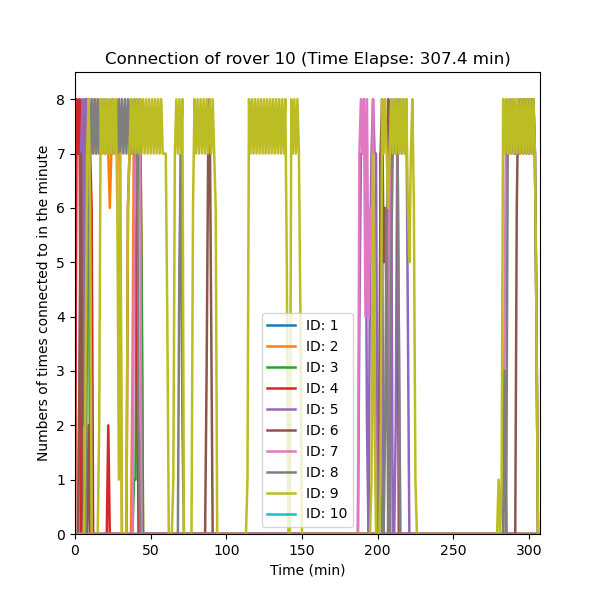 Connection of rover 10 (Time Elapse: 307.4 min)
Numbers of times connected to in the minute
8
7
6
5
4
3
2
1
0
ID: 1
ID: 2
ID: 3
ID: 4
ID: 5
ID: 6
ID: 7
ID: 8
ID: 9
ID: 10
0 50 100 150 200 250 300
Time (min)